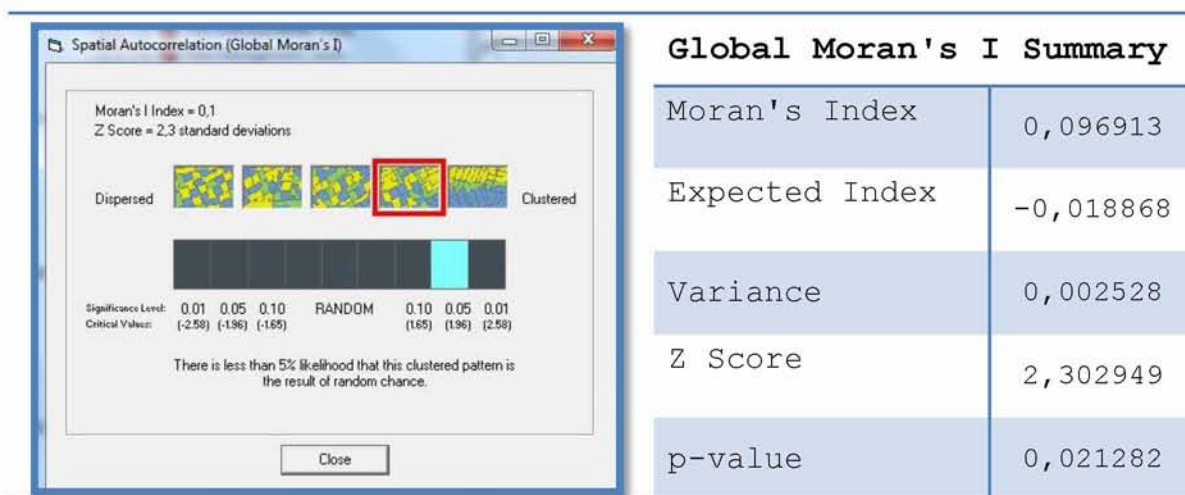 Spatial Autocorrelation (Global Moran's I)
Moran's I Index = 0,1
Z Score = 2,3 standard deviations
Dispersed
Clustered
Significance Level: 0.01 0.05 0.10 RANDOM 0.10 0.05 0.01
Critical Values: (-2.58) (-1.96) (-1.65) (1.65) (1.96) (2.58)
There is less than 5% likelihood that this clustered pattern is
the result of random chance.
Close
Global Moran's I Summary
Moran's Index 0,096913
Expected Index -0,018868
Variance 0,002528
Z Score 2,302949
p-value 0,021282